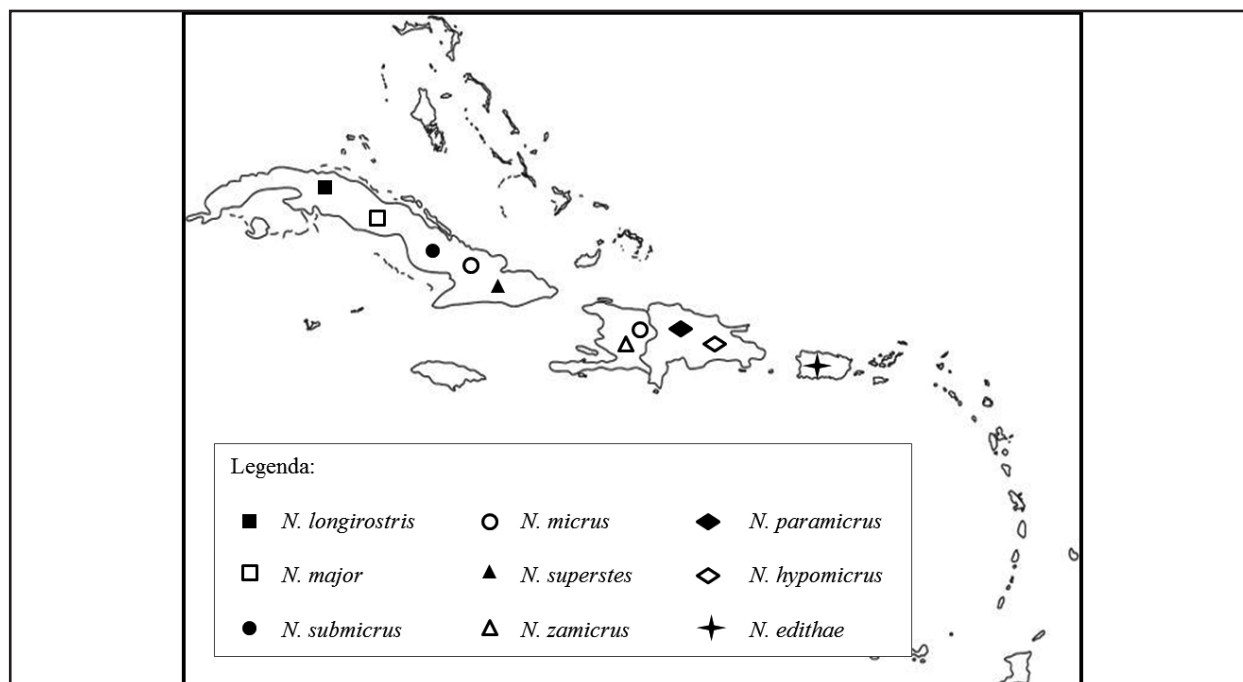 Legenda:
N. longirostris N. micrus N. paramicrus
N. major N. superstes N. hypomicrus
N. submicrus N. zamicrus N. edithae